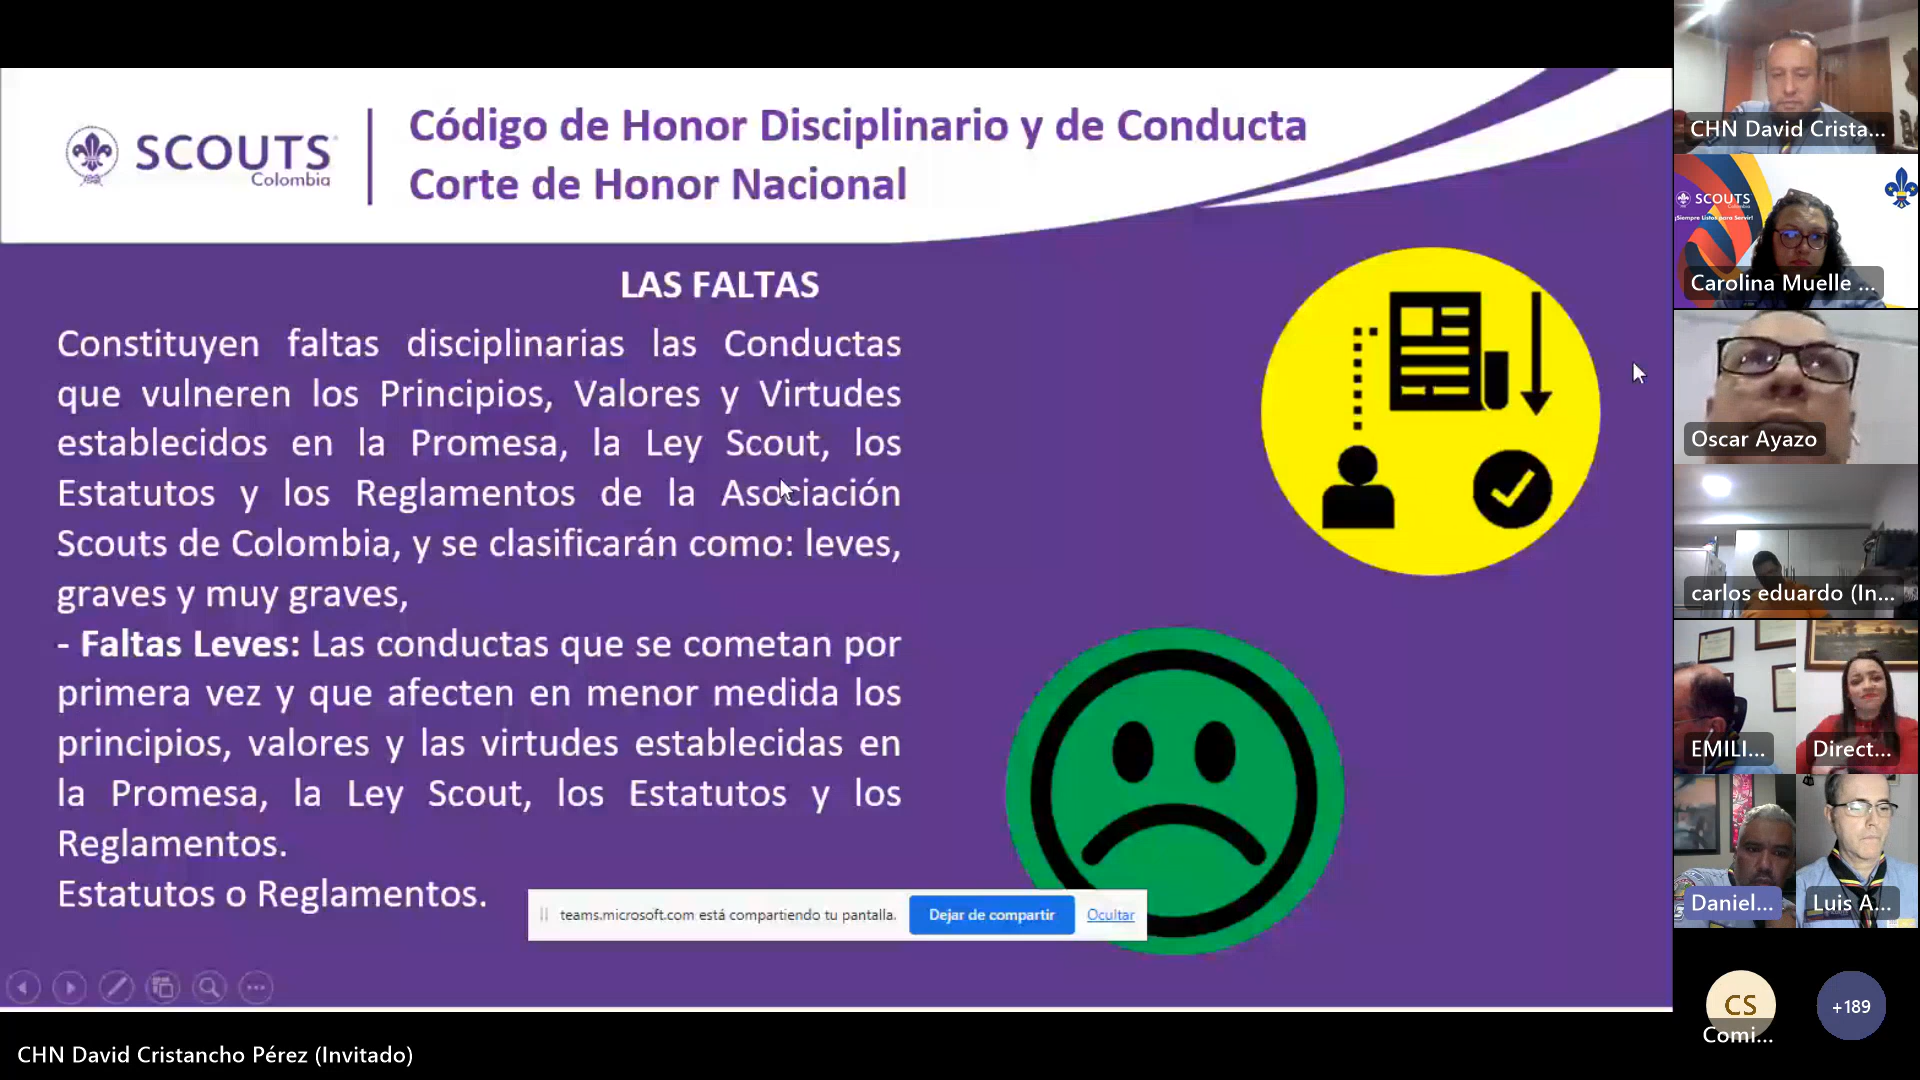 SCOUTS
Colombia
Código de Honor Disciplinario y de Conducta
Corte de Honor Nacional
LAS FALTAS
Constituyen faltas disciplinarias las Conductas
que vulneren los Principios, Valores y Virtudes
establecidos en la Promesa, la Ley Scout, los
Estatutos y los Reglamentos de la Asociación
Scouts de Colombia, y se clasificarán como: leves,
graves y muy graves,
- Faltas Leves: Las conductas que se cometan por
primera vez y que afecten en menor medida los
principios, valores y las virtudes establecidas en
la Promesa, la Ley Scout, los Estatutos y los
Reglamentos.
Estatutos o Reglamentos.
teams.microsoft.com está compartiendo tu pantalla.
Dejar de compartir
Ocultar
CHN David Crista...
SCOUTS
Colombia
¡Siempre Listos para Servir!
Carolina Muelle ...
Oscar Ayazo
carlos eduardo (In...
EMILI...
Direct...
Daniel...
Luis A...
CS
Comi...
+189
CHN David Cristancho Pérez (Invitado)